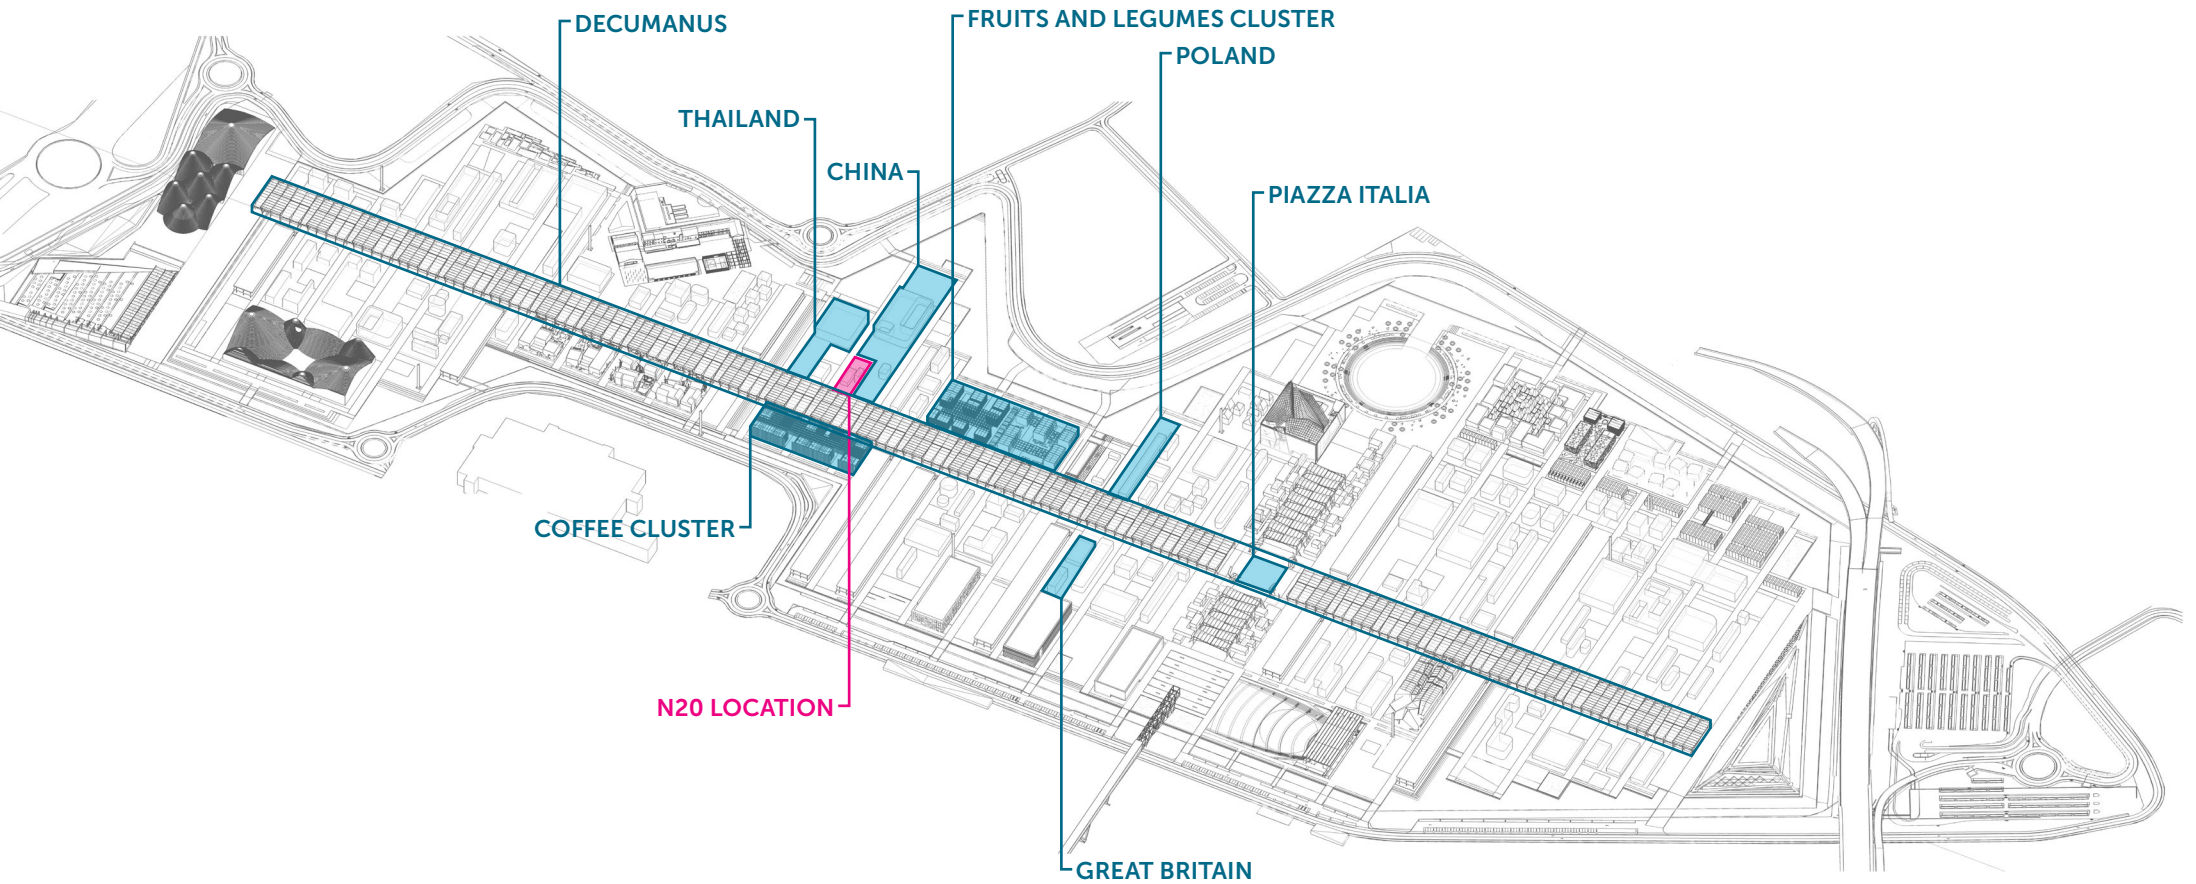 DECUMANUS
FRUITS AND LEGUMES CLUSTER
POLAND
THAILAND
CHINA
PIAZZA ITALIA
COFFEE CLUSTER
N20 LOCATION
GREAT BRITAIN